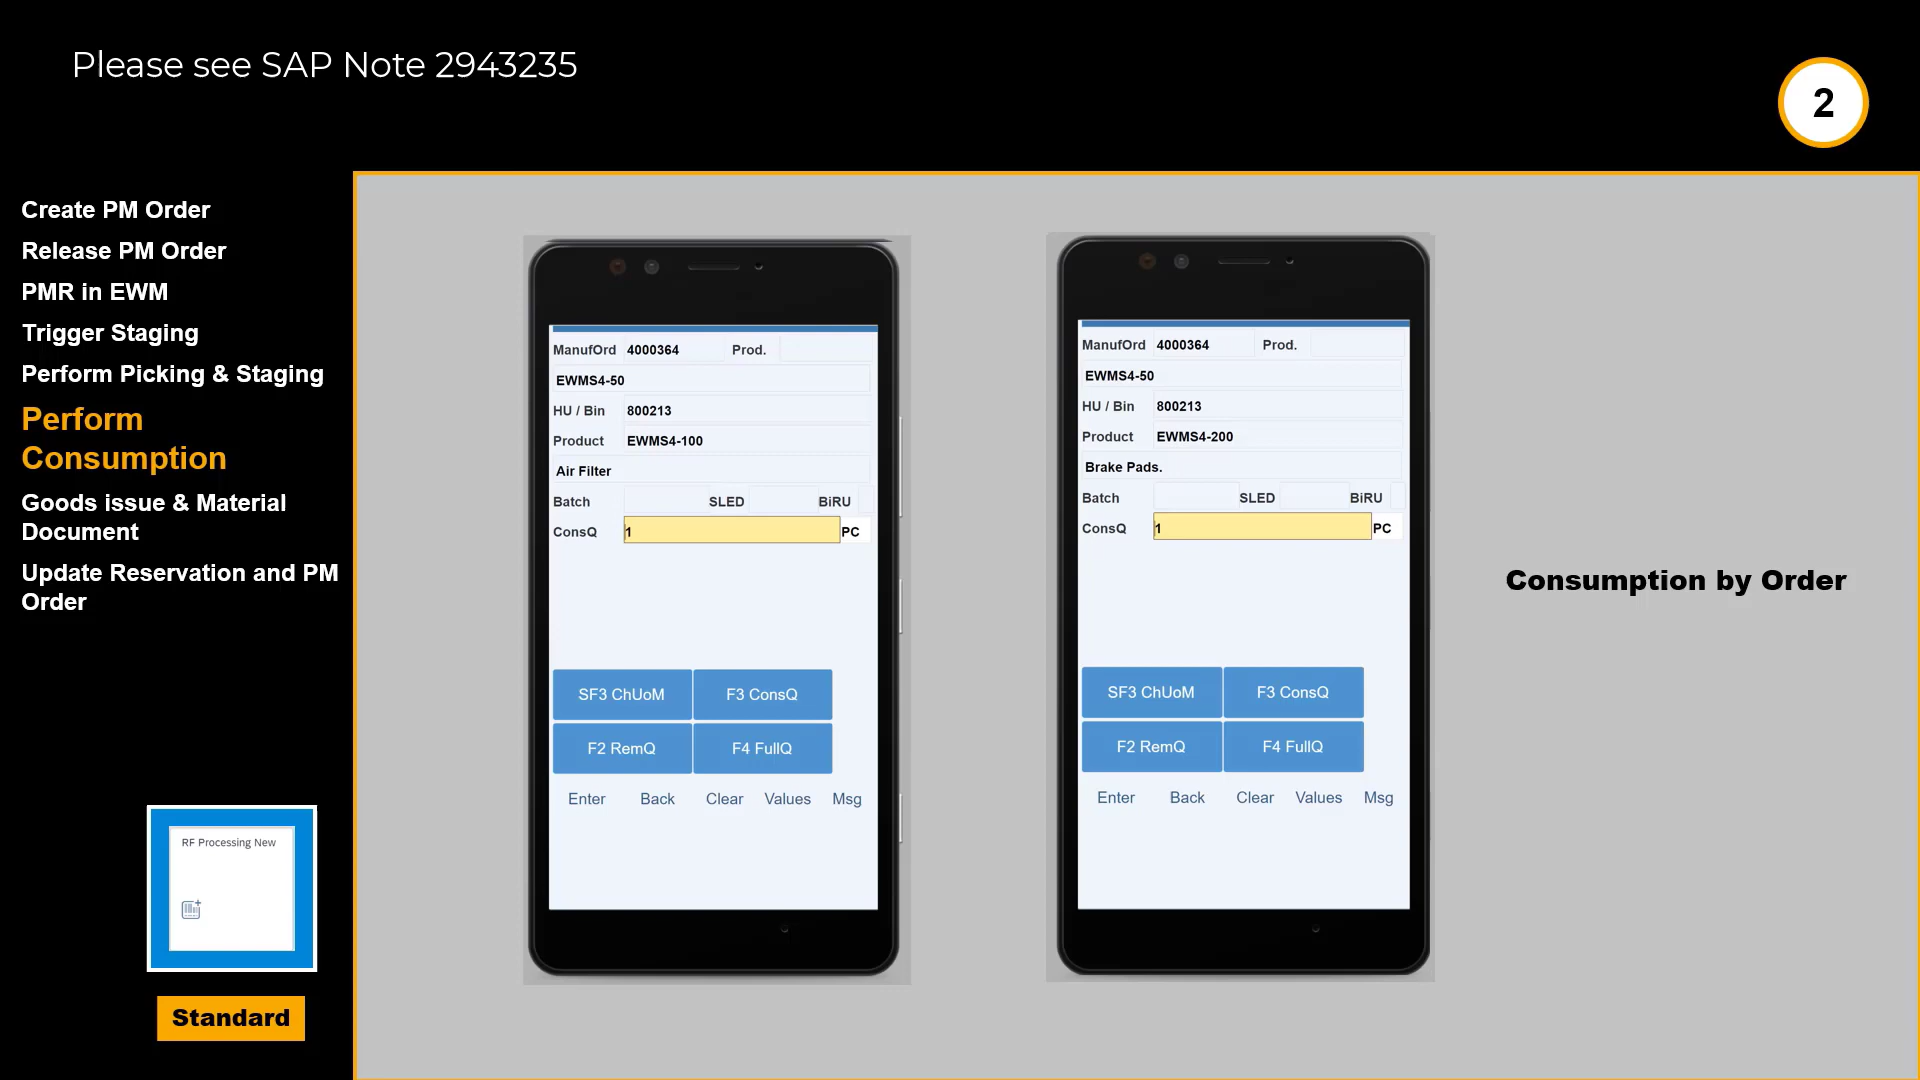 Please see SAP Note 2943235
2
Create PM Order
Release PM Order
PMR in EWM
Trigger Staging
Perform Picking & Staging
Perform
Consumption
Goods issue & Material
Document
Update Reservation and PM
Order
RF Processing New
Standard
ManufOrd 4000364 Prod.
EWMS4-50
HU / Bin 800213
Product EWMS4-100
Air Filter
Batch SLED BiRU
ConsQ 1 PC
SF3 ChUoM F3 ConsQ
F2 RemQ F4 FullQ
Enter Back Clear Values Msg
ManufOrd 4000364 Prod.
EWMS4-50
HU / Bin 800213
Product EWMS4-200
Brake Pads.
Batch SLED BiRU
ConsQ 1 PC
SF3 ChUoM F3 ConsQ
F2 RemQ F4 FullQ
Enter Back Clear Values Msg
Consumption by Order